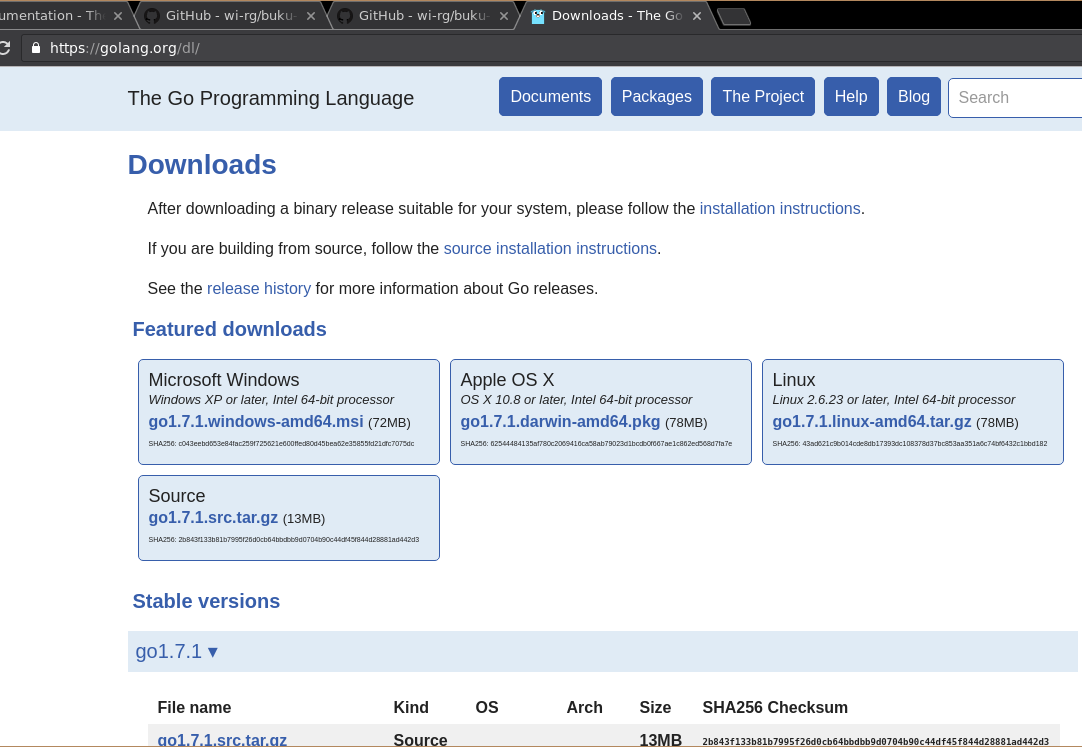 umentation - Th
GitHub - wi-rg/buku-
GitHub - wi-rg/buku-
Downloads - The Go
https://golang.org/dl/
The Go Programming Language
Documents
Packages
The Project
Help
Blog
Search
Downloads
After downloading a binary release suitable for your system, please follow the installation instructions.
If you are building from source, follow the source installation instructions.
See the release history for more information about Go releases.
Featured downloads
Microsoft Windows
Windows XP or later, Intel 64-bit processor
go1.7.1.windows-amd64.msi (72MB)
SHA256: c043eebd653e84fac259f725621e600ffed80d45bea62e35855fd21dfc7075dc
Apple OS X
OS X 10.8 or later, Intel 64-bit processor
go1.7.1.darwin-amd64.pkg (78MB)
SHA256: 62544484135af780c2069416ca58ab79023d1bcdb0f667ae1c862ed568d7fa7e
Linux
Linux 2.6.23 or later, Intel 64-bit processor
go1.7.1.linux-amd64.tar.gz (78MB)
SHA256: 43ad621c9b014cde8db17393dc108378d37bc853aa351a6c74bf6432c1bbd182
Source
go1.7.1.src.tar.gz (13MB)
SHA256: 2b843f133b81b7995f26d0cb64bbdbb9d0704b90c44df45f844d28881ad442d3
Stable versions
go1.7.1 ▾
File name Kind OS Arch Size SHA256 Checksum
go1.7.1.src.tar.gz Source 13MB 2b843f133b81b7995f26d0cb64bbdbb9d0704b90c44df45f844d28881ad442d3